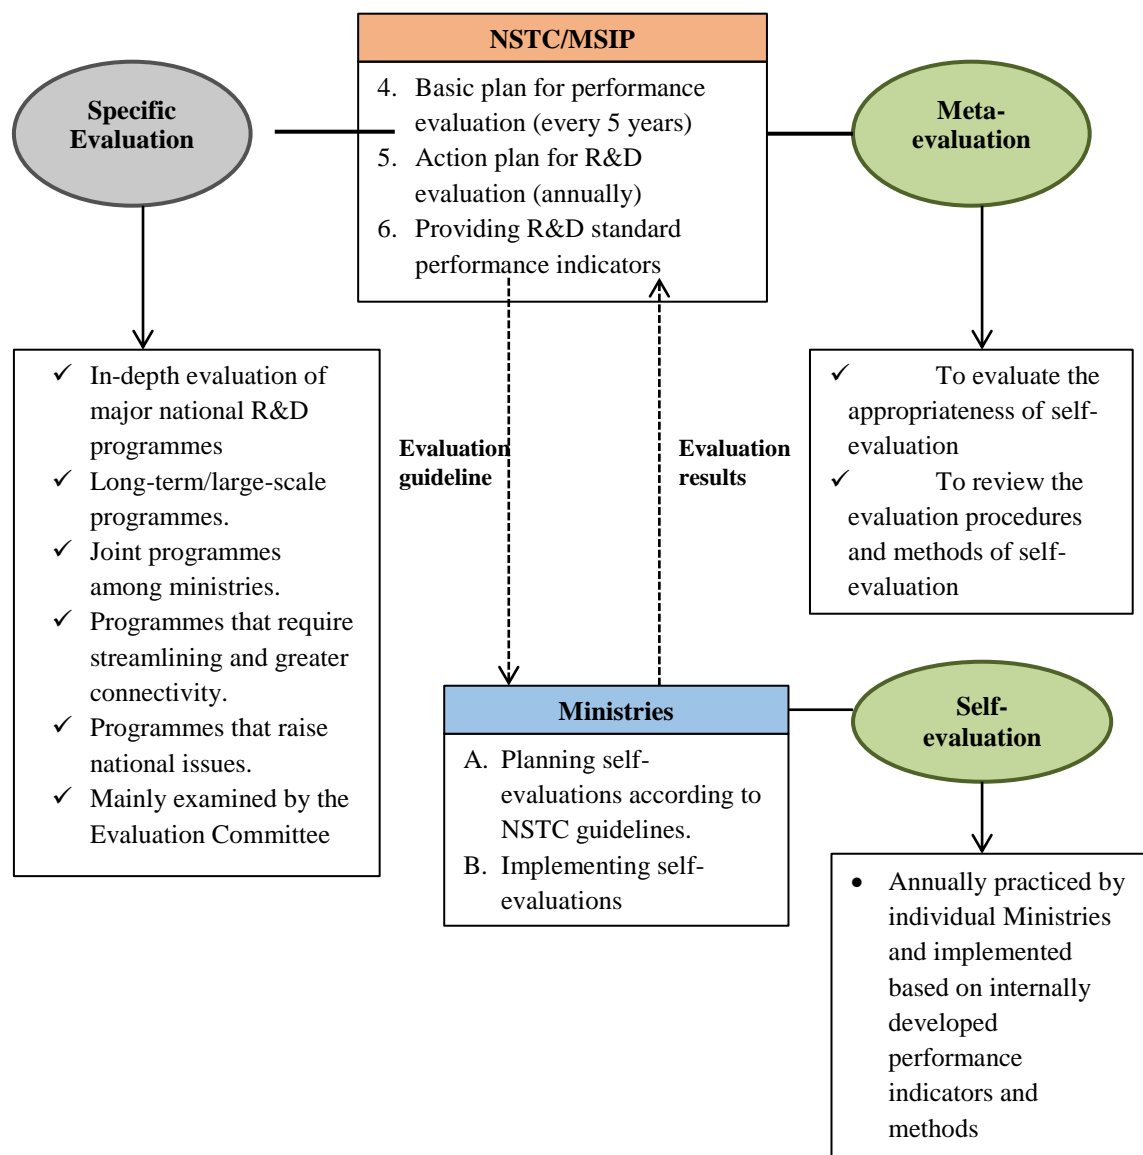 NSTC/MSIP
4. Basic plan for performance
evaluation (every 5 years)
5. Action plan for R&D
evaluation (annually)
6. Providing R&D standard
performance indicators
Specific
Evaluation
Meta-
evaluation
✓ In-depth evaluation of
major national R&D
programmes
✓ Long-term/large-scale
programmes.
✓ Joint programmes
among ministries.
✓ Programmes that require
streamlining and greater
connectivity.
✓ Programmes that raise
national issues.
✓ Mainly examined by the
Evaluation Committee
Evaluation
guideline
Evaluation
results
✓ To evaluate the
appropriateness of self-
evaluation
✓ To review the
evaluation procedures
and methods of self-
evaluation
Ministries
A. Planning self-
evaluations according to
NSTC guidelines.
B. Implementing self-
evaluations
Self-
evaluation
• Annually practiced by
individual Ministries
and implemented
based on internally
developed
performance
indicators and
methods